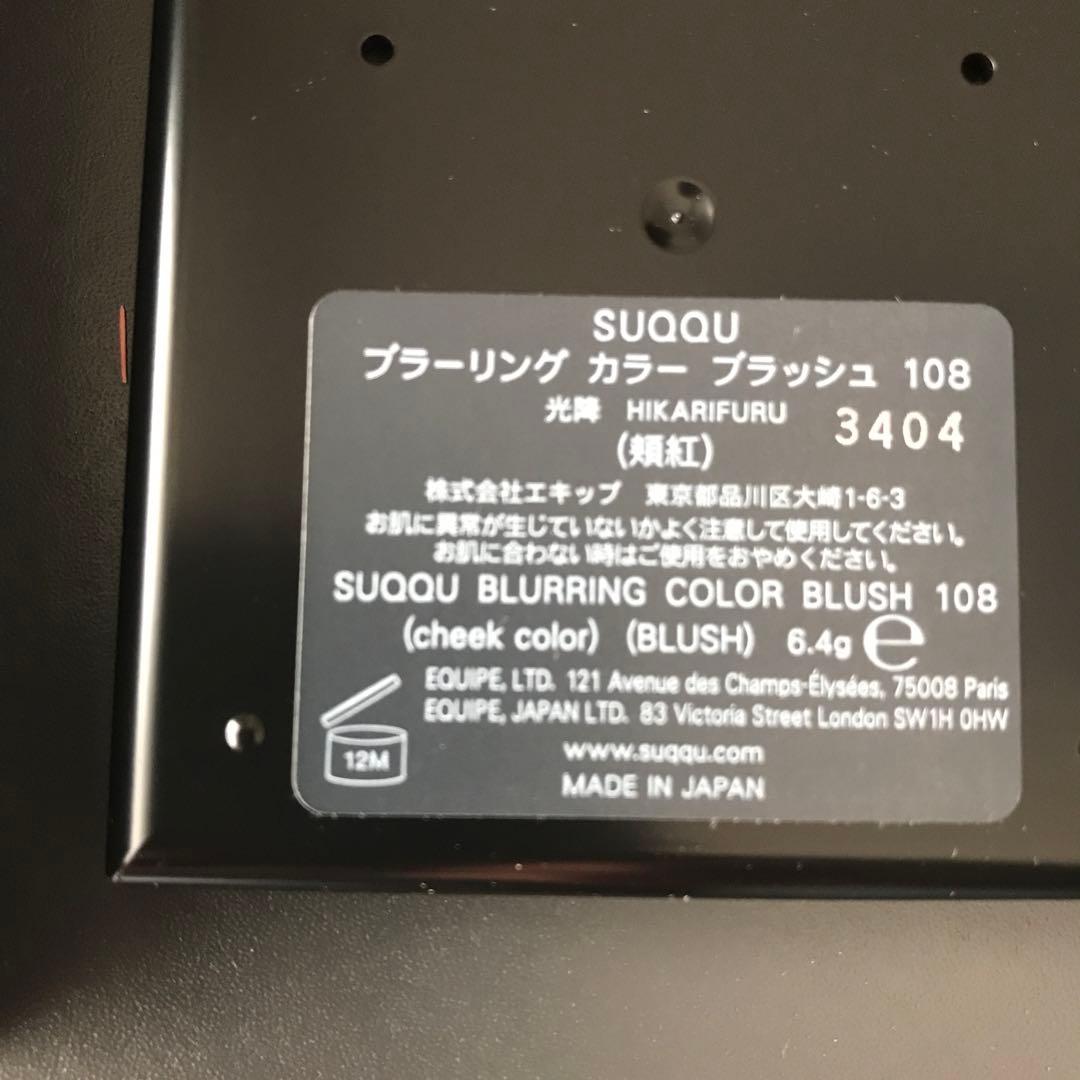 SUQQU
ブラーリング カラー ブラッシュ 108
光降 HIKARIFURU 3404
(頬紅)
株式会社エキップ 東京都品川区大崎1-6-3
お肌に異常が生じていないかよく注意して使用してください。
お肌に合わない時はご使用をおやめください。
SUQQU BLURRING COLOR BLUSH 108
(cheek color) (BLUSH) 6.4g ℮
EQUIPE, LTD. 121 Avenue des Champs-Élysées, 75008 Paris
EQUIPE, JAPAN LTD. 83 Victoria Street London SW1H 0HW
12M
www.suqqu.com
MADE IN JAPAN